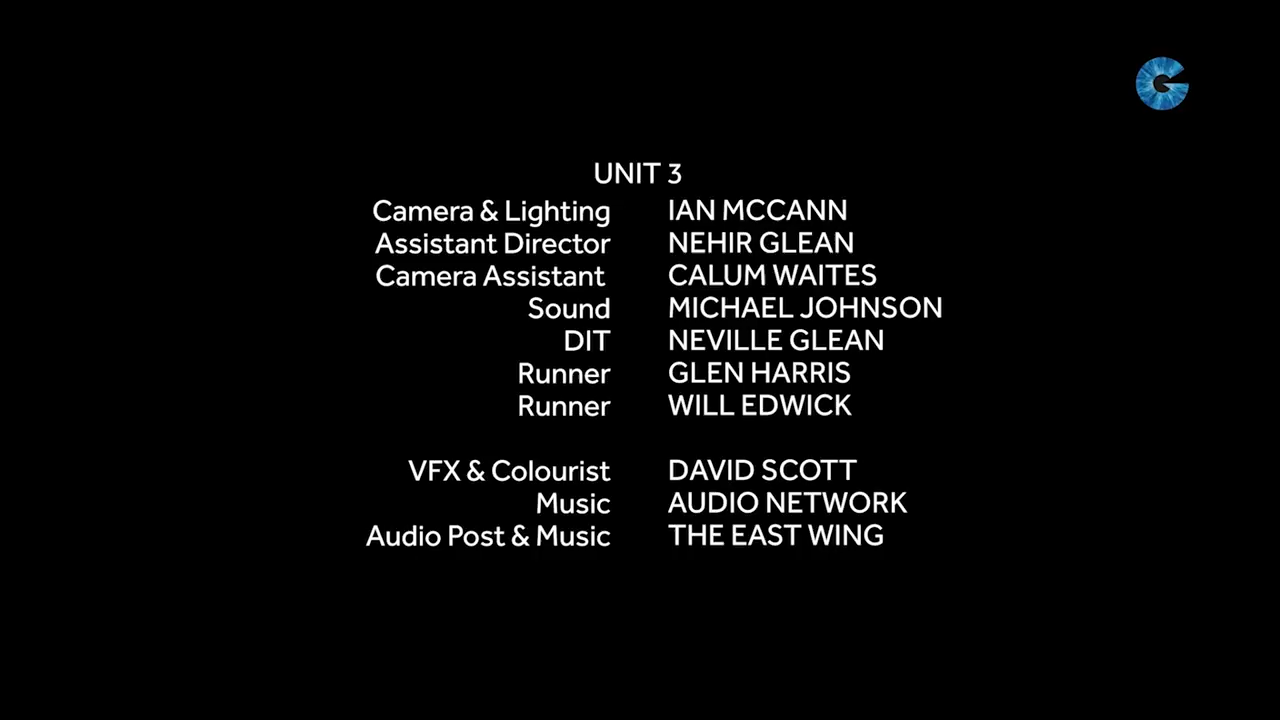 UNIT 3
Camera & Lighting IAN MCCANN
Assistant Director NEHIR GLEAN
Camera Assistant CALUM WAITES
Sound MICHAEL JOHNSON
DIT NEVILLE GLEAN
Runner GLEN HARRIS
Runner WILL EDWICK
VFX & Colourist DAVID SCOTT
Music AUDIO NETWORK
Audio Post & Music THE EAST WING